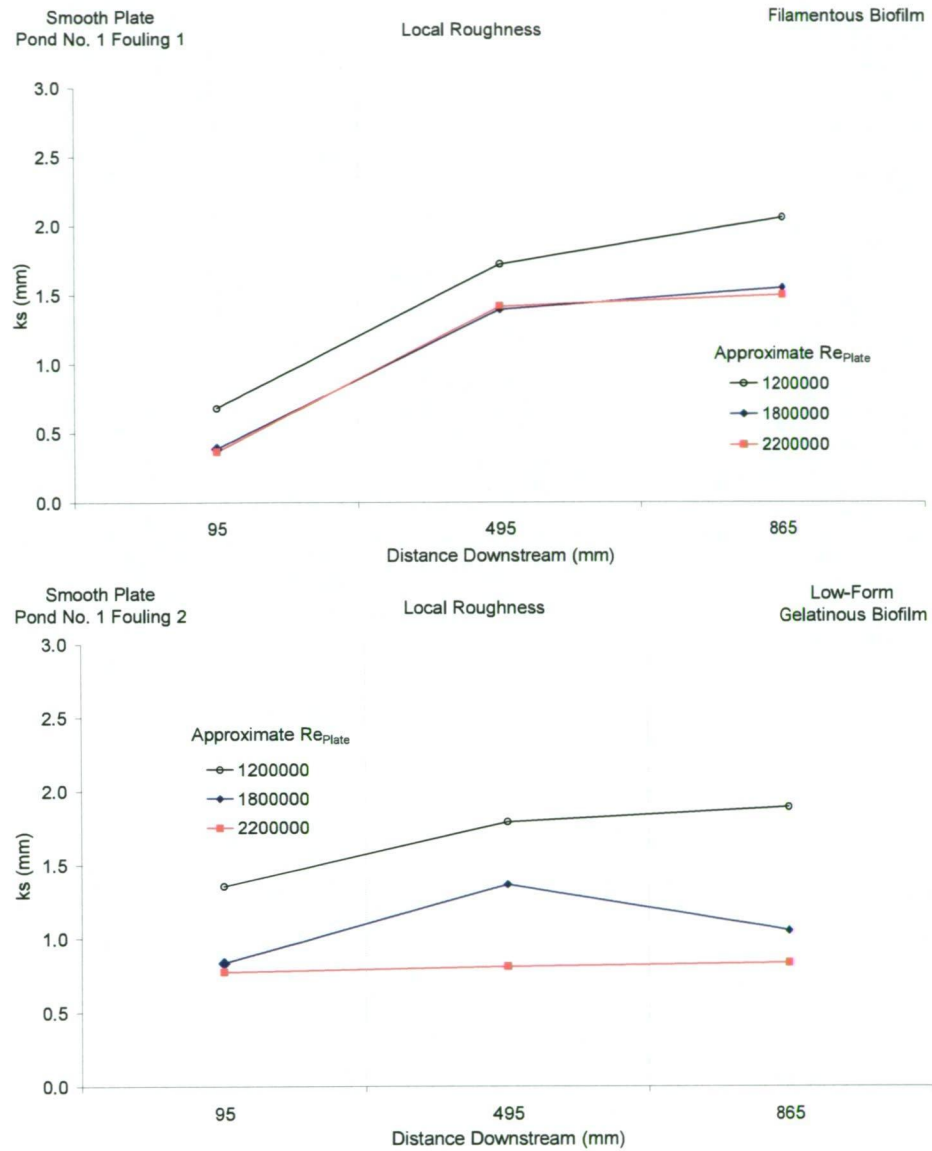 Smooth Plate
Pond No. 1 Fouling 1
Local Roughness
Filamentous Biofilm
3.0
2.5
2.0
1.5
1.0
0.5
0.0
ks (mm)
Approximate Re_Plate
1200000
1800000
2200000
95 495 865
Distance Downstream (mm)
Smooth Plate
Pond No. 1 Fouling 2
Local Roughness
Low-Form
Gelatinous Biofilm
3.0
2.5
2.0
1.5
1.0
0.5
0.0
ks (mm)
Approximate Re_Plate
1200000
1800000
2200000
95 495 865
Distance Downstream (mm)